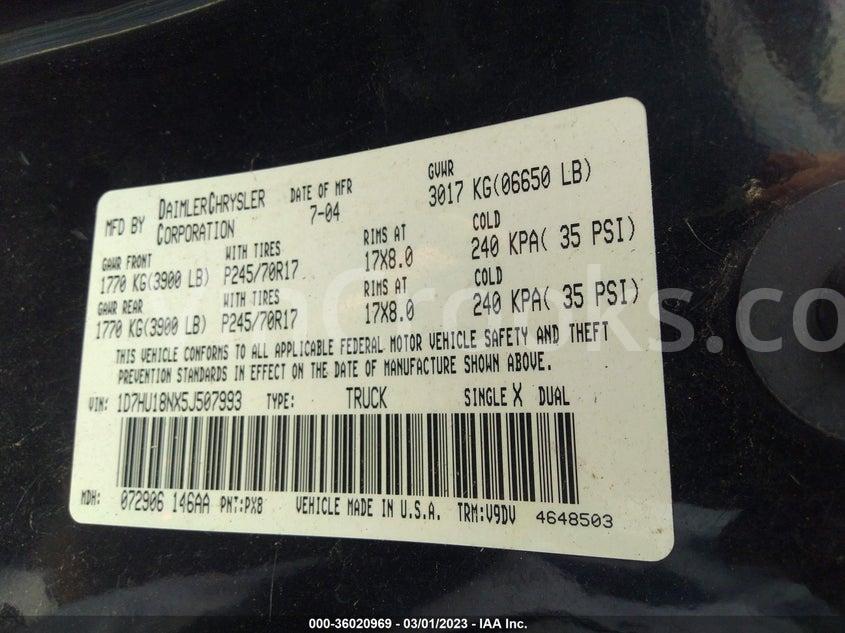 MFD BY DAIMLERCHRYSLER CORPORATION DATE OF MFR 7-04 GVWR 3017 KG(06650 LB)
GAWR FRONT WITH TIRES RIMS AT COLD
1770 KG(3900 LB) P245/70R17 17X8.0 240 KPA( 35 PSI)
GAWR REAR WITH TIRES RIMS AT COLD
1770 KG(3900 LB) P245/70R17 17X8.0 240 KPA( 35 PSI)
THIS VEHICLE CONFORMS TO ALL APPLICABLE FEDERAL MOTOR VEHICLE SAFETY AND THEFT
PREVENTION STANDARDS IN EFFECT ON THE DATE OF MANUFACTURE SHOWN ABOVE.
VIN: 1D7HU18NX5J507993 TYPE: TRUCK SINGLE X DUAL
MDH: 072906 146AA PNT:PX8 VEHICLE MADE IN U.S.A. TRM:V9DV 4648503
000-36020969 - 03/01/2023 - IAA Inc.